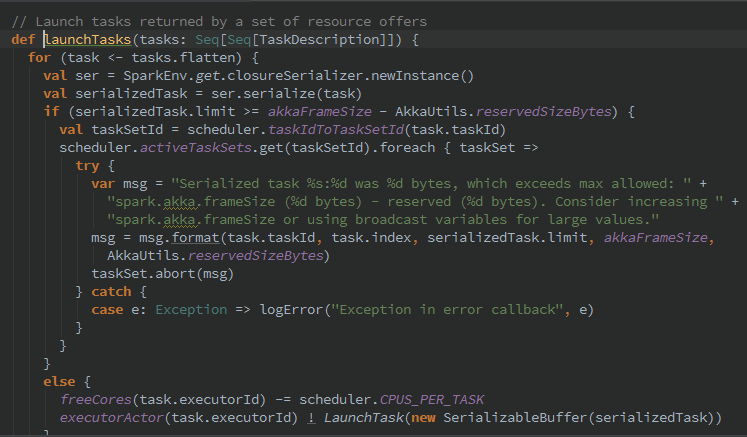 // Launch tasks returned by a set of resource offers
def launchTasks(tasks: Seq[Seq[TaskDescription]]) {
  for (task <- tasks.flatten) {
    val ser = SparkEnv.get.closureSerializer.newInstance()
    val serializedTask = ser.serialize(task)
    if (serializedTask.limit >= akkaFrameSize - AkkaUtils.reservedSizeBytes) {
      val taskSetId = scheduler.taskIdToTaskSetId(task.taskId)
      scheduler.activeTaskSets.get(taskSetId).foreach { taskSet =>
        try {
          var msg = "Serialized task %s:%d was %d bytes, which exceeds max allowed: " +
            "spark.akka.frameSize (%d bytes) - reserved (%d bytes). Consider increasing " +
            "spark.akka.frameSize or using broadcast variables for large values."
          msg = msg.format(task.taskId, task.index, serializedTask.limit, akkaFrameSize,
            AkkaUtils.reservedSizeBytes)
          taskSet.abort(msg)
        } catch {
          case e: Exception => logError("Exception in error callback", e)
        }
      }
    }
    else {
      freeCores(task.executorId) -= scheduler.CPUS_PER_TASK
      executorActor(task.executorId) ! LaunchTask(new SerializableBuffer(serializedTask))
    }